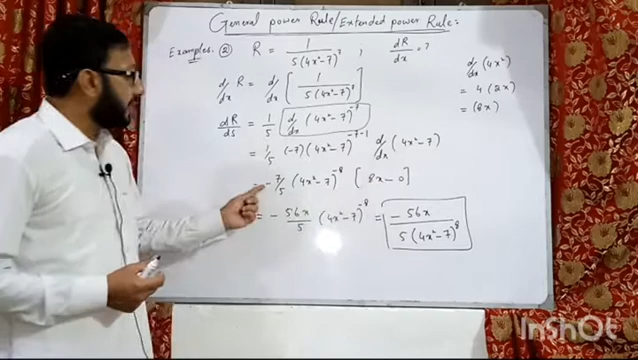 General power Rule/Extended power Rule:
Examples. ② R = 1/5(4x²-7)⁷ ; dR/dx = ?
d/dx R = d/dx [1/5(4x²-7)⁸]
dR/ds = 1/5 d/dx (4x²-7)⁻⁷
= 1/5 (-7)(4x²-7)⁻⁷⁻¹ d/dx (4x²-7)
= -7/5 (4x²-7)⁻⁸ [8x-0]
= - 56x/5 (4x²-7)⁻⁸ = -56x/5(4x²-7)⁸
d/dx (4x²)
= 4(2x)
= (8x)
InShOt